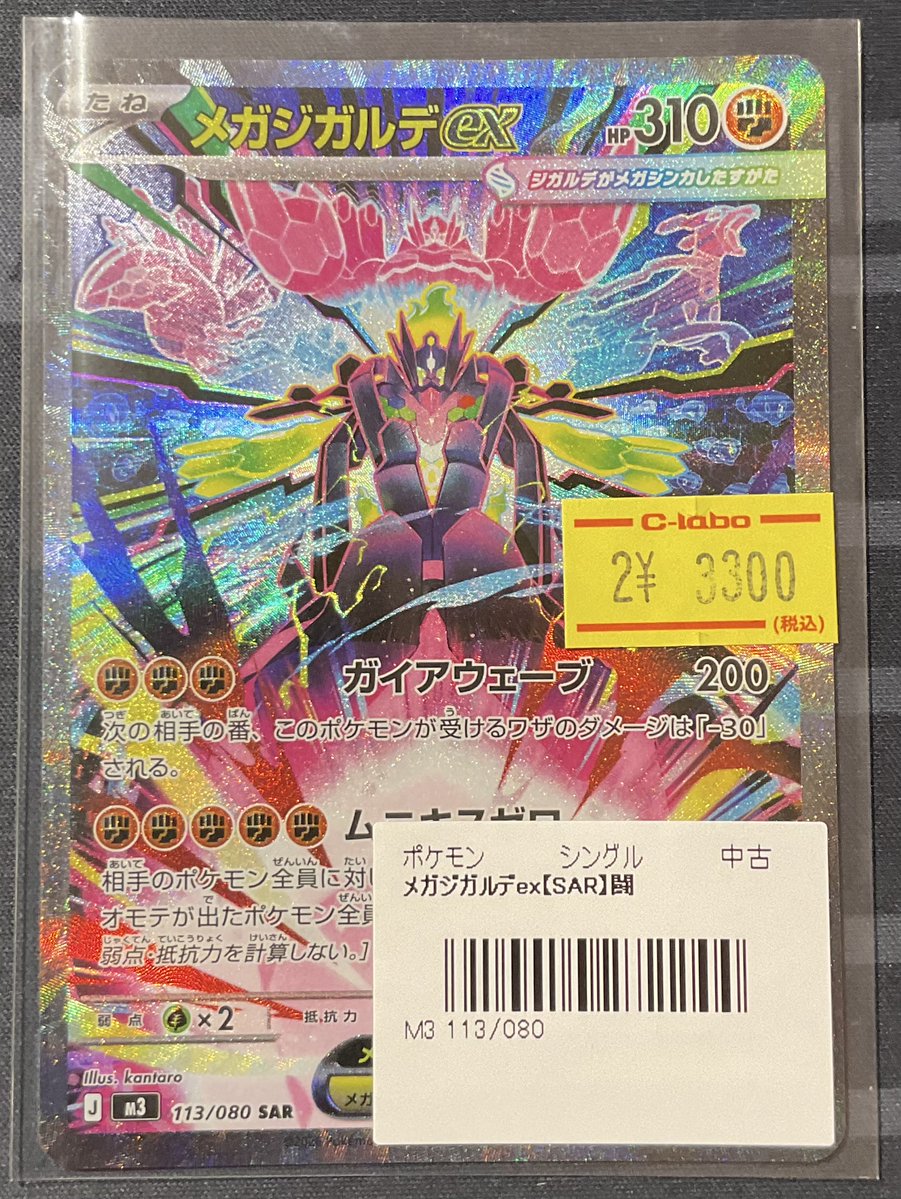 たね メガジガルデex HP310
ジガルデがメガシンカしたすがた
C-labo
2¥ 3300
(税込)
ガイアウェーブ 200
次の相手の番、このポケモンが受けるワザのダメージは「-30」
される。
相手のポケモン全員に対し
オモテが出たポケモン全員
弱点・抵抗力を計算しない。]
弱点 ×2 抵抗力
Illus. kantaro
J M3 113/080 SAR
ポケモン シングル 中古
メガジガルデex【SAR】闘
M3 113/080